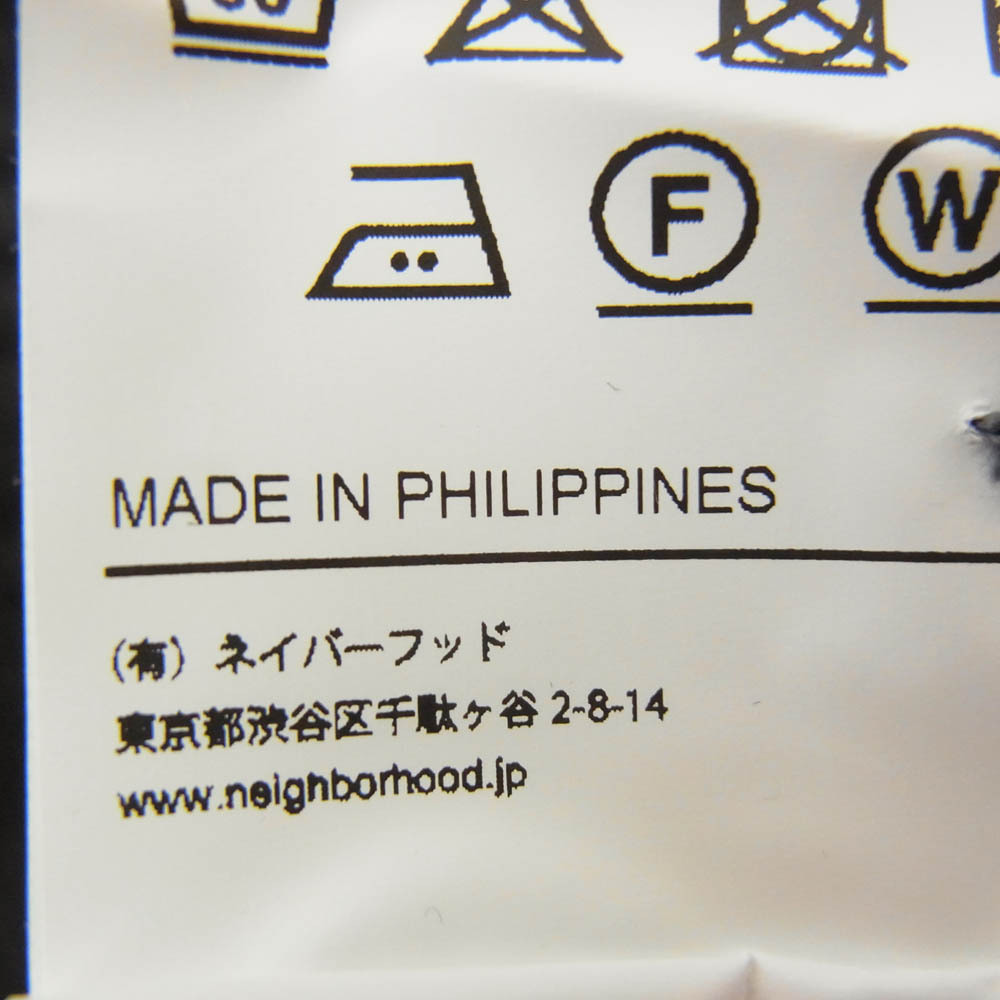 F W
MADE IN PHILIPPINES
(有) ネイバーフッド
東京都渋谷区千駄ヶ谷 2-8-14
www.neighborhood.jp